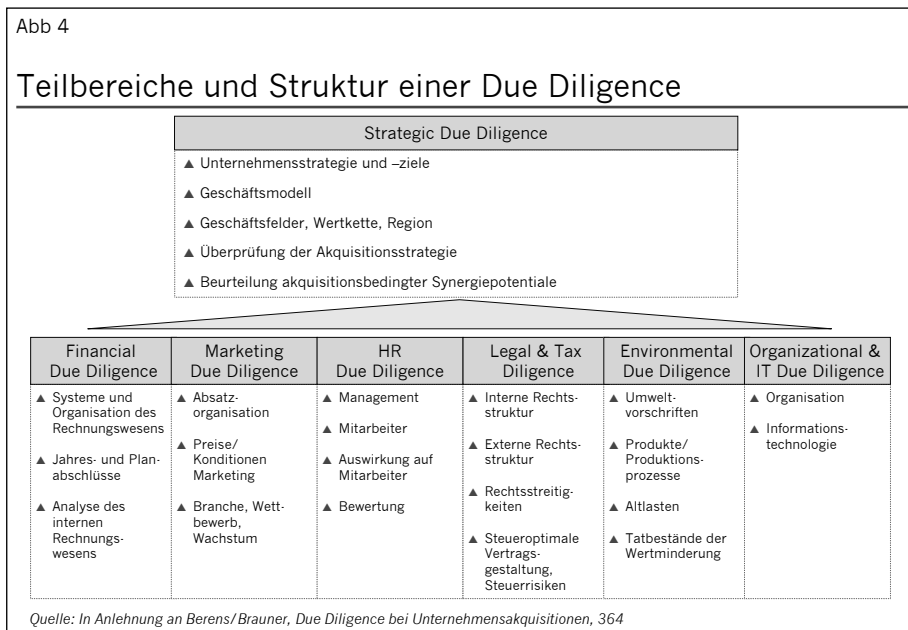 Abb 4
Teilbereiche und Struktur einer Due Diligence
Strategic Due Diligence
▲ Unternehmensstrategie und –ziele
▲ Geschäftsmodell
▲ Geschäftsfelder, Wertkette, Region
▲ Überprüfung der Akquisitionsstrategie
▲ Beurteilung akquisitionsbedingter Synergiepotentiale
Financial
Due Diligence
▲ Systeme und
Organisation des
Rechnungswesens
▲ Jahres- und Plan-
abschlüsse
▲ Analyse des
internen
Rechnungs-
wesens
Marketing
Due Diligence
▲ Absatz-
organisation
▲ Preise/
Konditionen
Marketing
▲ Branche, Wett-
bewerb,
Wachstum
HR
Due Diligence
▲ Management
▲ Mitarbeiter
▲ Auswirkung auf
Mitarbeiter
▲ Bewertung
Legal & Tax
Diligence
▲ Interne Rechts-
struktur
▲ Externe Rechts-
struktur
▲ Rechtsstreitig-
keiten
▲ Steueroptimale
Vertrags-
gestaltung,
Steuerrisiken
Environmental
Due Diligence
▲ Umwelt-
vorschriften
▲ Produkte/
Produktions-
prozesse
▲ Altlasten
▲ Tatbestände der
Wertminderung
Organizational &
IT Due Diligence
▲ Organisation
▲ Informations-
technologie
Quelle: In Anlehnung an Berens/Brauner, Due Diligence bei Unternehmensakquisitionen, 364